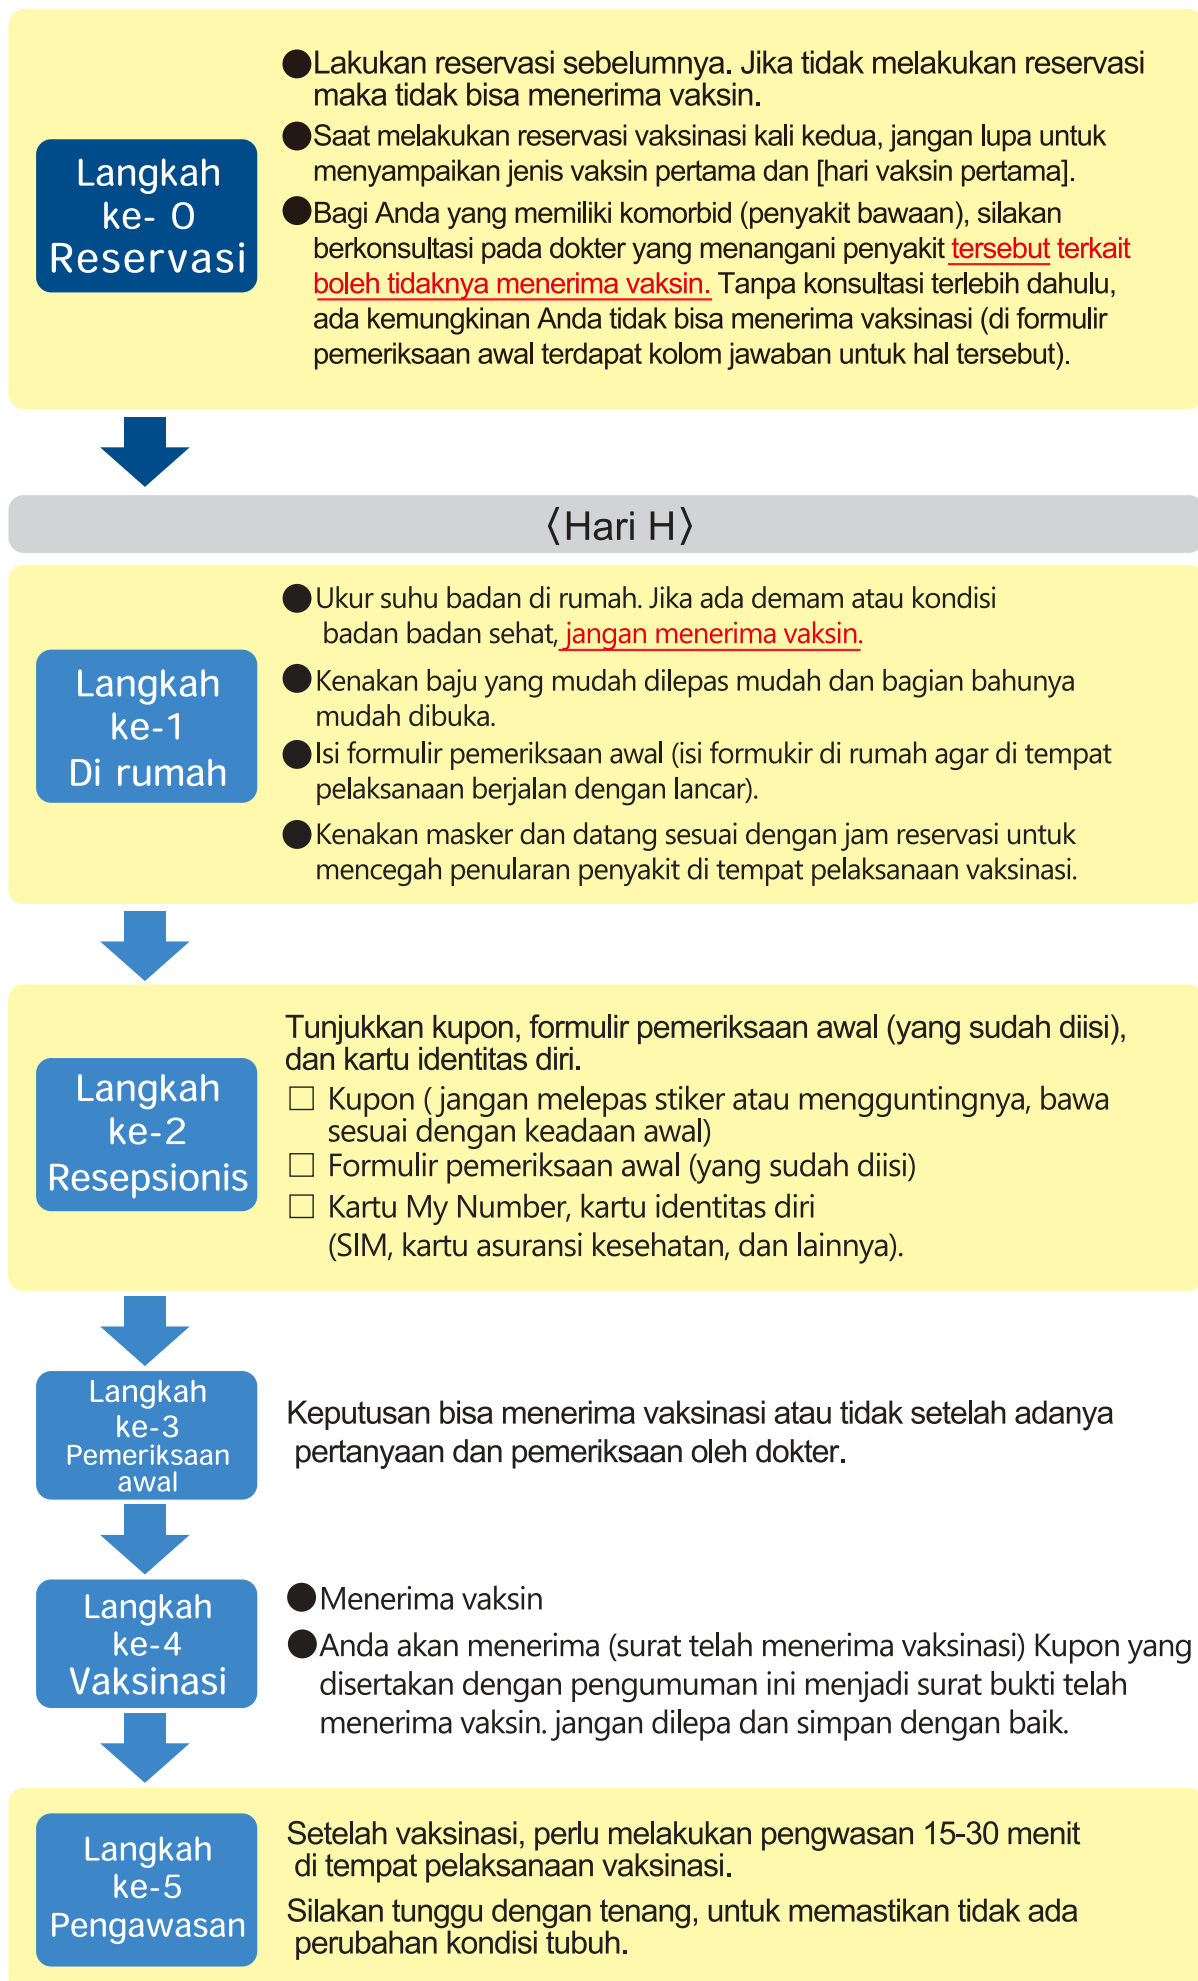 Langkah
ke- 0
Reservasi
●Lakukan reservasi sebelumnya. Jika tidak melakukan reservasi
maka tidak bisa menerima vaksin.
●Saat melakukan reservasi vaksinasi kali kedua, jangan lupa untuk
menyampaikan jenis vaksin pertama dan [hari vaksin pertama].
●Bagi Anda yang memiliki komorbid (penyakit bawaan), silakan
berkonsultasi pada dokter yang menangani penyakit tersebut terkait
boleh tidaknya menerima vaksin. Tanpa konsultasi terlebih dahulu,
ada kemungkinan Anda tidak bisa menerima vaksinasi (di formulir
pemeriksaan awal terdapat kolom jawaban untuk hal tersebut).
〈Hari H〉
Langkah
ke-1
Di rumah
●Ukur suhu badan di rumah. Jika ada demam atau kondisi
badan badan sehat, jangan menerima vaksin.
●Kenakan baju yang mudah dilepas mudah dan bagian bahunya
mudah dibuka.
●Isi formulir pemeriksaan awal (isi formukir di rumah agar di tempat
pelaksanaan berjalan dengan lancar).
●Kenakan masker dan datang sesuai dengan jam reservasi untuk
mencegah penularan penyakit di tempat pelaksanaan vaksinasi.
Langkah
ke-2
Resepsionis
Tunjukkan kupon, formulir pemeriksaan awal (yang sudah diisi),
dan kartu identitas diri.
□ Kupon ( jangan melepas stiker atau mengguntingnya, bawa
sesuai dengan keadaan awal)
□ Formulir pemeriksaan awal (yang sudah diisi)
□ Kartu My Number, kartu identitas diri
(SIM, kartu asuransi kesehatan, dan lainnya).
Langkah
ke-3
Pemeriksaan
awal
Keputusan bisa menerima vaksinasi atau tidak setelah adanya
pertanyaan dan pemeriksaan oleh dokter.
Langkah
ke-4
Vaksinasi
●Menerima vaksin
●Anda akan menerima (surat telah menerima vaksinasi) Kupon yang
disertakan dengan pengumuman ini menjadi surat bukti telah
menerima vaksin. jangan dilepa dan simpan dengan baik.
Langkah
ke-5
Pengawasan
Setelah vaksinasi, perlu melakukan pengwasan 15-30 menit
di tempat pelaksanaan vaksinasi.
Silakan tunggu dengan tenang, untuk memastikan tidak ada
perubahan kondisi tubuh.